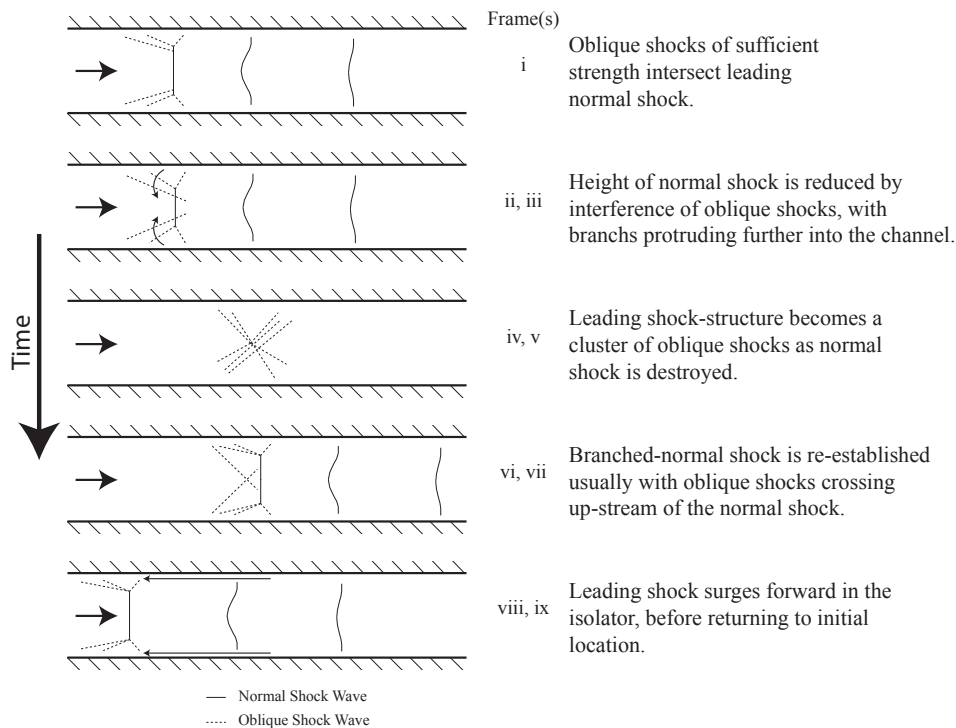 Frame(s)
i
Oblique shocks of sufficient
strength intersect leading
normal shock.
ii, iii
Height of normal shock is reduced by
interference of oblique shocks, with
branchs protruding further into the channel.
Time
iv, v
Leading shock-structure becomes a
cluster of oblique shocks as normal
shock is destroyed.
vi, vii
Branched-normal shock is re-established
usually with oblique shocks crossing
up-stream of the normal shock.
viii, ix
Leading shock surges forward in the
isolator, before returning to initial
location.
Normal Shock Wave
Oblique Shock Wave